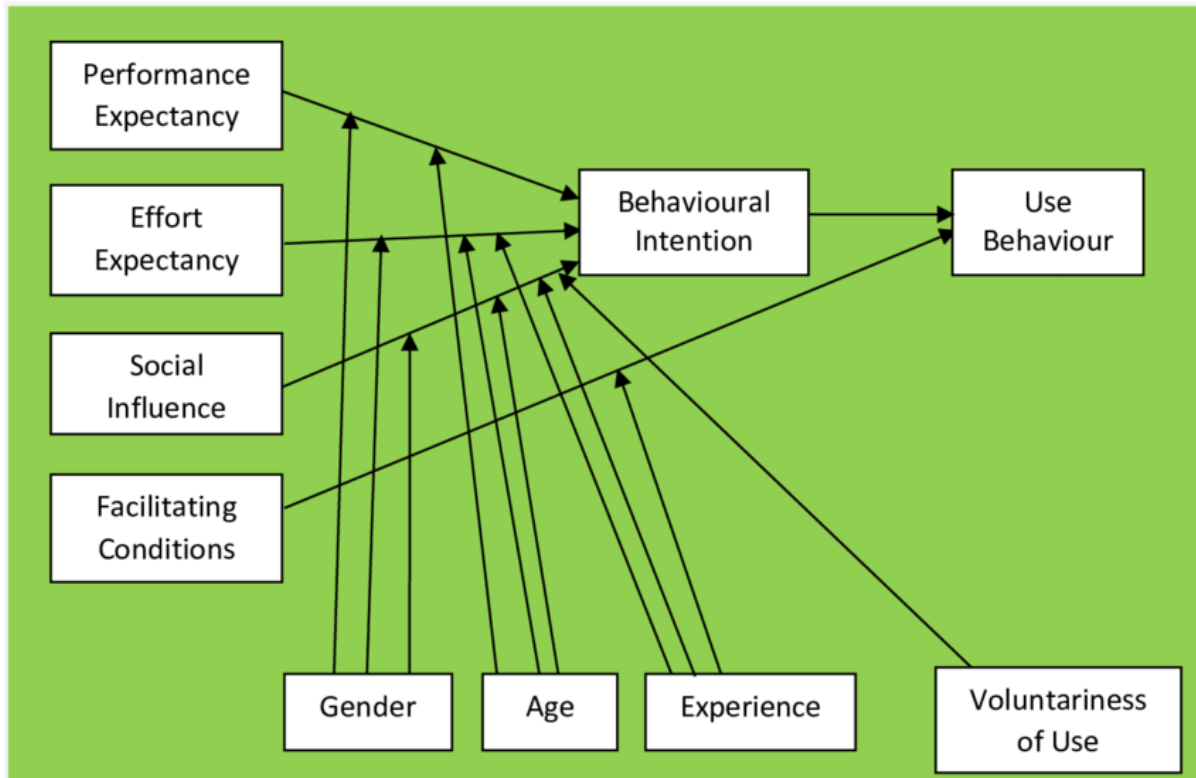 Performance
Expectancy
Effort
Expectancy
Social
Influence
Facilitating
Conditions
Behavioural
Intention
Use
Behaviour
Gender
Age
Experience
Voluntariness
of Use